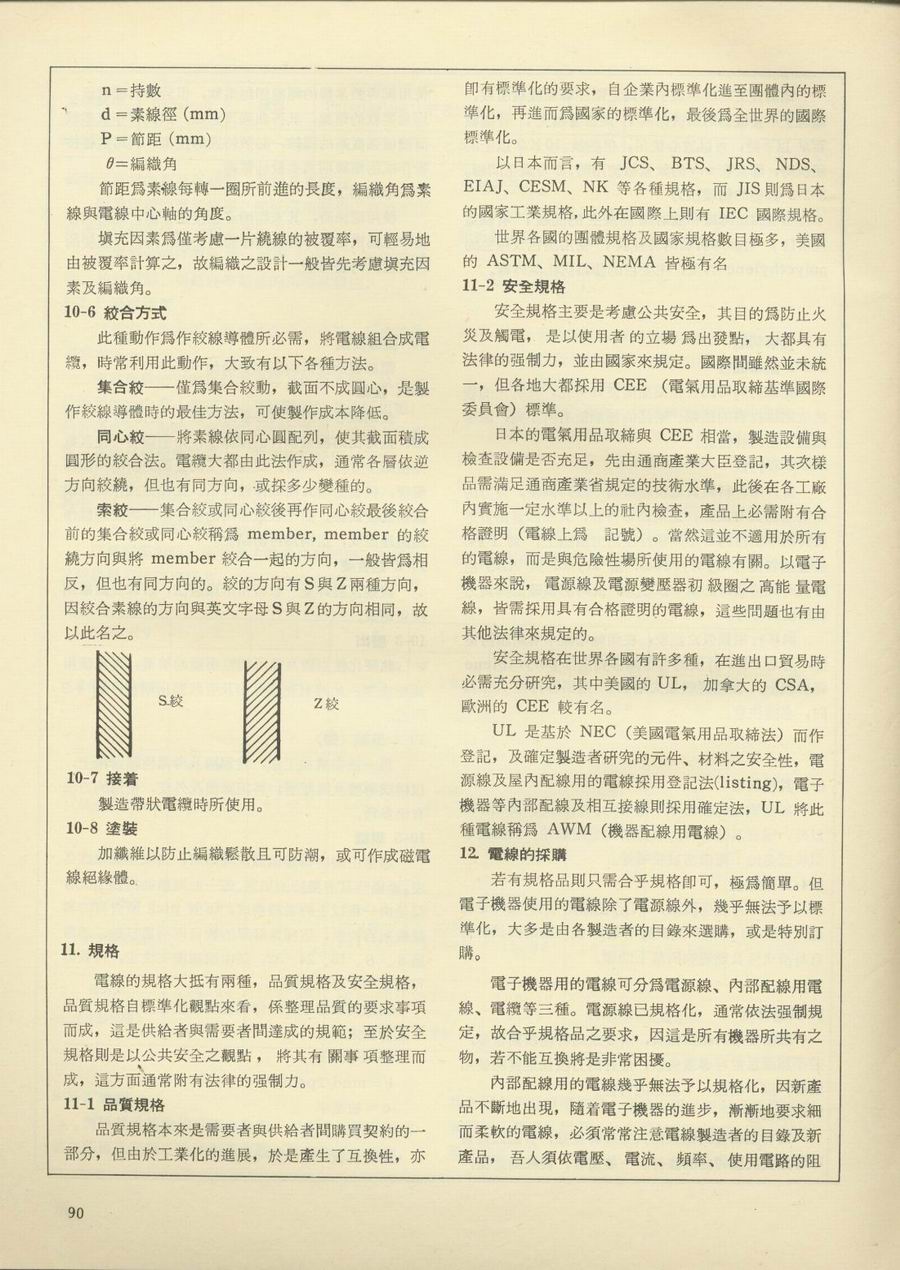 n＝持數
d＝素線徑 (mm)
P＝節距 (mm)
θ＝編織角
節距爲素線每轉一圈所前進的長度，編織角爲素
線與電線中心軸的角度。
塡充因素爲僅考慮一片繞線的被覆率，可輕易地
由被覆率計算之，故編織之設計一般皆先考慮塡充因
素及編織角。
10-6 絞合方式
此種動作爲作絞線導體所必需，將電線組合成電
纜，時常利用此動作，大致有以下各種方法。
集合絞——僅爲集合絞動，截面不成圓心，是製
作絞線導體時的最佳方法，可使製作成本降低。
同心絞——將素線依同心圓配列，使其截面積成
圓形的絞合法。電纜大都由此法作成，通常各層依逆
方向絞繞，但也有同方向，或採多少變種的。
索絞——集合絞或同心絞後再作同心絞最後絞合
前的集合絞或同心絞稱爲 member, member 的絞
繞方向與將 member 絞合一起的方向，一般皆爲相
反，但也有同方向的。絞的方向有S與Z兩種方向，
因絞合素線的方向與英文字母S與Z的方向相同，故
以此名之。
S絞
Z絞
10-7 接着
製造帶狀電纜時所使用。
10-8 塗裝
加纖維以防止編織鬆散且可防潮，或可作成磁電
線絕緣體。
11. 規格
電線的規格大抵有兩種，品質規格及安全規格，
品質規格自標準化觀點來看，係整理品質的要求事項
而成，這是供給者與需要者間達成的規範；至於安全
規格則是以公共安全之觀點，將其有關事項整理而
成，這方面通常附有法律的强制力。
11-1 品質規格
品質規格本來是需要者與供給者間購買契約的一
部分，但由於工業化的進展，於是產生了互換性，亦
卽有標準化的要求，自企業內標準化進至團體內的標
準化，再進而爲國家的標準化，最後爲全世界的國際
標準化。
以日本而言，有 JCS、BTS、JRS、NDS、
EIAJ、CESM、NK 等各種規格，而 JIS 則爲日本
的國家工業規格，此外在國際上則有 IEC 國際規格。
世界各國的團體規格及國家規格數目極多，美國
的 ASTM、MIL、NEMA 皆極有名
11-2 安全規格
安全規格主要是考慮公共安全，其目的爲防止火
災及觸電，是以使用者的立場爲出發點，大都具有
法律的强制力，並由國家來規定。國際間雖然並未統
一，但各地大都採用 CEE （電氣用品取締基準國際
委員會）標準。
日本的電氣用品取締與 CEE 相當，製造設備與
檢查設備是否充足，先由通商產業大臣登記，其次樣
品需滿足通商產業省規定的技術水準，此後在各工廠
內實施一定水準以上的社內檢查，產品上必需附有合
格證明（電線上爲　記號）。當然這並不適用於所有
的電線，而是與危險性場所使用的電線有關。以電子
機器來說，電源線及電源變壓器初級圈之高能量電
線，皆需採用具有合格證明的電線，這些問題也有由
其他法律來規定的。
安全規格在世界各國有許多種，在進出口貿易時
必需充分研究，其中美國的 UL，加拿大的 CSA，
歐洲的 CEE 較有名。
UL 是基於 NEC（美國電氣用品取締法）而作
登記，及確定製造者研究的元件、材料之安全性，電
源線及屋內配線用的電線採用登記法(listing)，電子
機器等內部配線及相互接線則採用確定法，UL 將此
種電線稱爲 AWM（機器配線用電線）。
12. 電線的採購
若有規格品則只需合乎規格卽可，極爲簡單。但
電子機器使用的電線除了電源線外，幾乎無法予以標
準化，大多是由各製造者的目錄來選購，或是特別訂
購。
電子機器用的電線可分爲電源線、內部配線用電
線、電纜等三種。電源線已規格化，通常依法强制規
定，故合乎規格品之要求，因這是所有機器所共有之
物，若不能互換將是非常困擾。
內部配線用的電線幾乎無法予以規格化，因新產
品不斷地出現，隨着電子機器的進步，漸漸地要求細
而柔軟的電線，必須常常注意電線製造者的目錄及新
產品，吾人須依電壓、電流、頻率、使用電路的阻
90